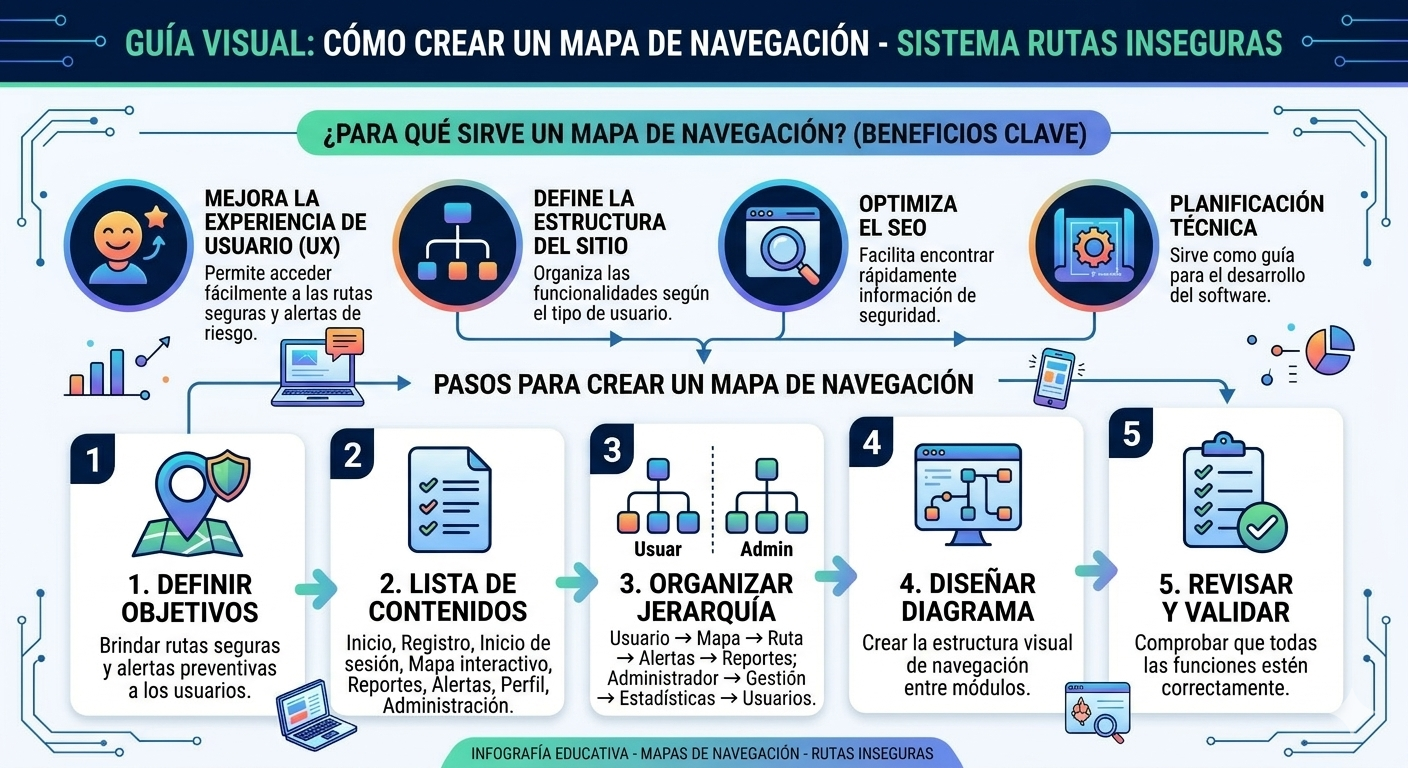 GUÍA VISUAL: CÓMO CREAR UN MAPA DE NAVEGACIÓN - SISTEMA RUTAS INSEGURAS
¿PARA QUÉ SIRVE UN MAPA DE NAVEGACIÓN? (BENEFICIOS CLAVE)
MEJORA LA
EXPERIENCIA DE
USUARIO (UX)
Permite acceder
fácilmente a las rutas
seguras y alertas de
riesgo.
DEFINE LA
ESTRUCTURA
DEL SITIO
Organiza las
funcionalidades según
el tipo de usuario.
OPTIMIZA
EL SEO
Facilita encontrar
rápidamente
información de
seguridad.
PLANIFICACIÓN
TÉCNICA
Sirve como guía
para el desarrollo
del software.
PASOS PARA CREAR UN MAPA DE NAVEGACIÓN
1
1. DEFINIR
OBJETIVOS
Brindar rutas seguras
y alertas preventivas
a los usuarios.
2
2. LISTA DE
CONTENIDOS
Inicio, Registro, Inicio de
sesión, Mapa interactivo,
Reportes, Alertas, Perfil,
Administración.
3
Usuar
Admin
3. ORGANIZAR
JERARQUÍA
Usuario → Mapa → Ruta
→ Alertas → Reportes;
Administrador → Gestión
→ Estadísticas → Usuarios.
4
4. DISEÑAR
DIAGRAMA
Crear la estructura visual
de navegación
entre módulos.
5
5. REVISAR
Y VALIDAR
Comprobar que todas
las funciones estén
correctamente.
INFOGRAFÍA EDUCATIVA - MAPAS DE NAVEGACIÓN - RUTAS INSEGURAS